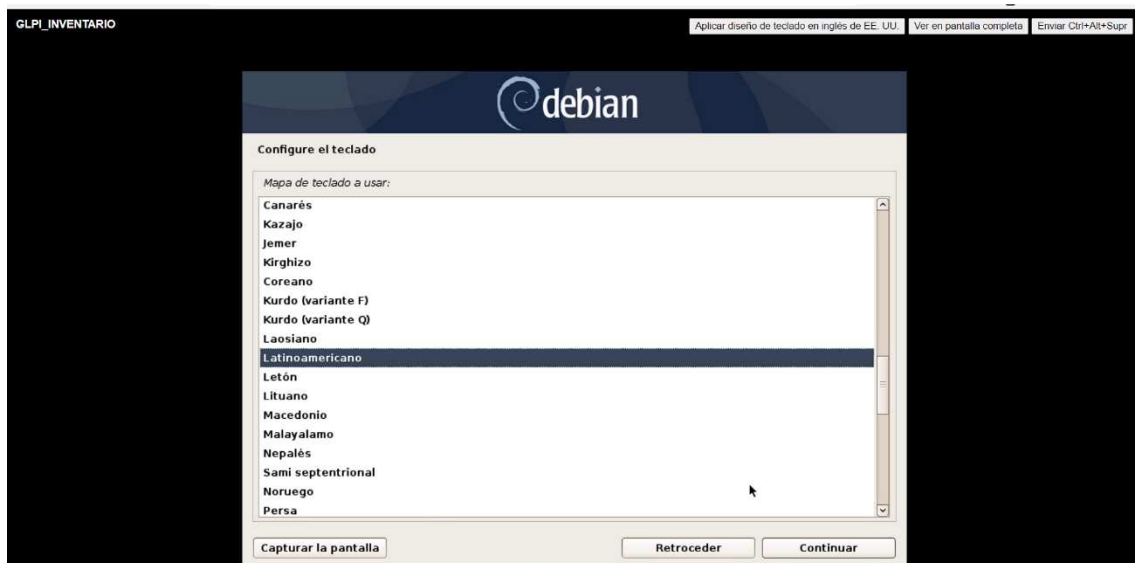 GLPI_INVENTARIO
Aplicar diseño de teclado en inglés de EE. UU.
Ver en pantalla completa
Enviar Ctrl+Alt+Supr
debian
Configure el teclado
Mapa de teclado a usar:
Canarés
Kazajo
Jemer
Kirghizo
Coreano
Kurdo (variante F)
Kurdo (variante Q)
Laosiano
Latinoamericano
Letón
Lituano
Macedonio
Malayalamo
Nepalés
Sami septentrional
Noruego
Persa
Capturar la pantalla
Retroceder
Continuar